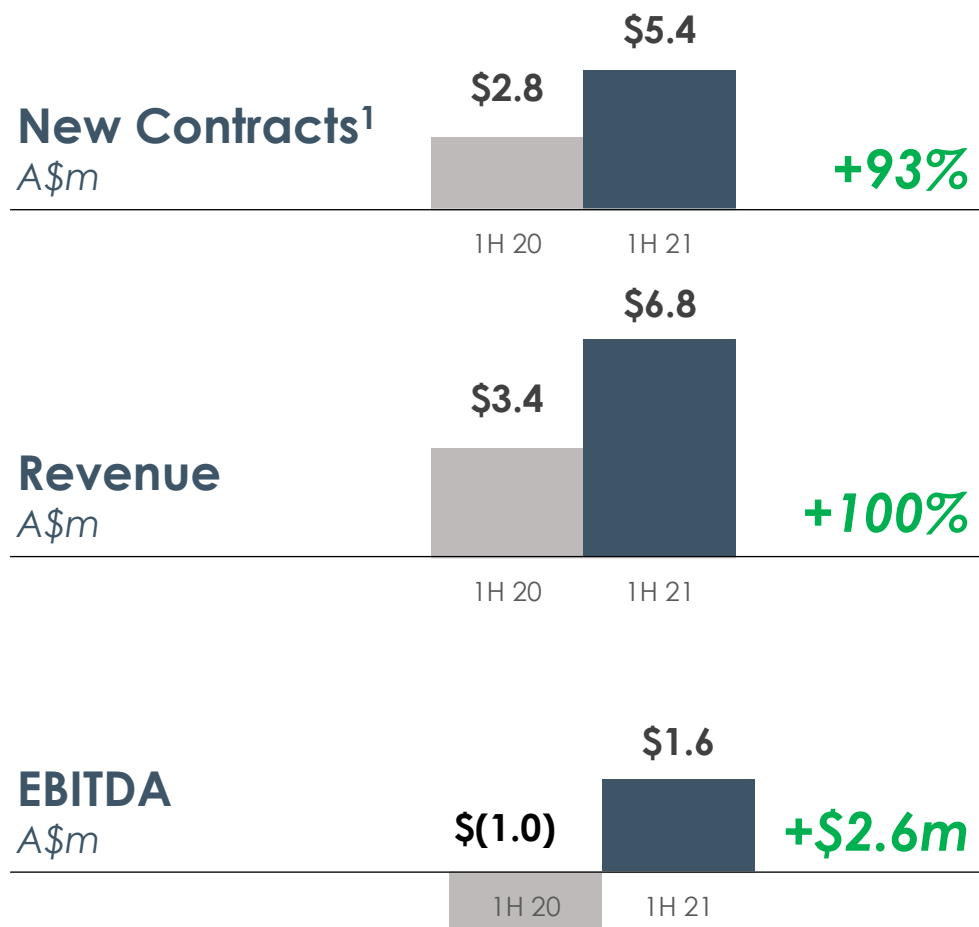 $5.4
$2.8
New Contracts¹
A$m
+93%
1H 20 1H 21
$6.8
$3.4
Revenue
A$m
+100%
1H 20 1H 21
$1.6
EBITDA
$(1.0)
+$2.6m
A$m
1H 20 1H 21